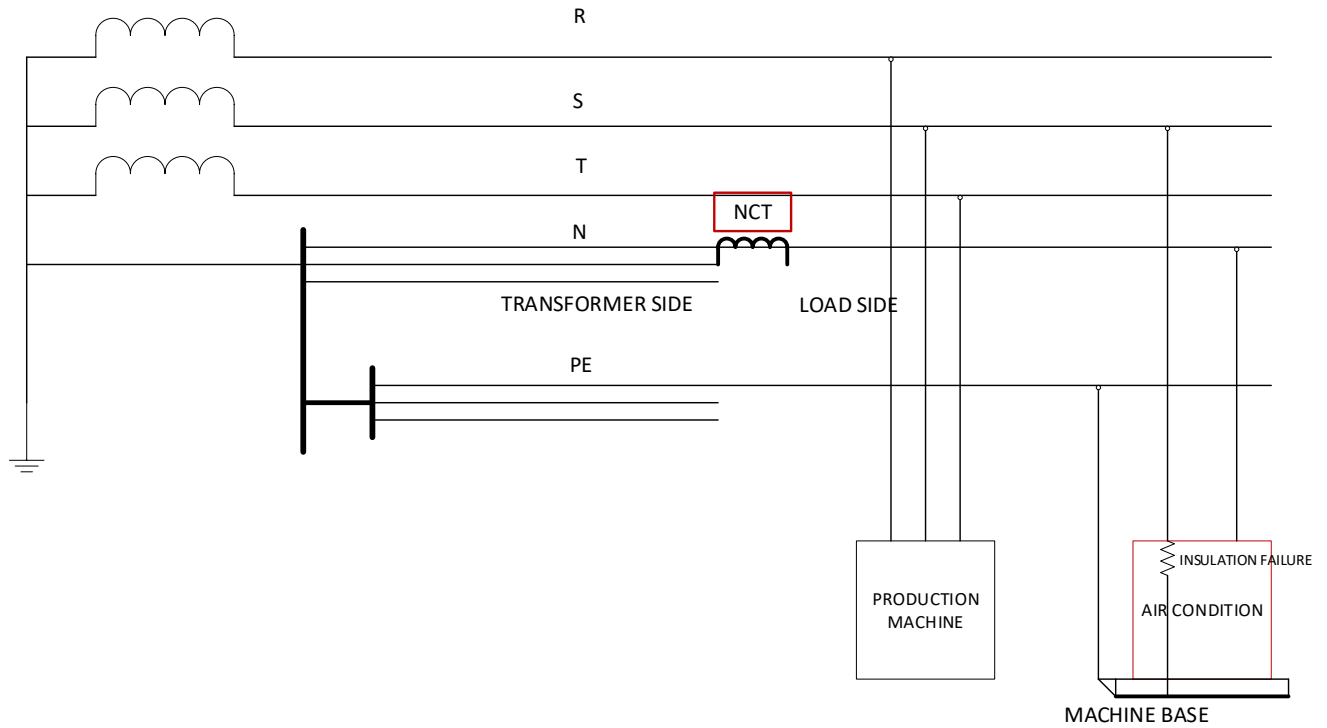 R
S
T
NCT
N
TRANSFORMER SIDE
LOAD SIDE
PE
INSULATION FAILURE
PRODUCTION
MACHINE
AIR CONDITION
MACHINE BASE